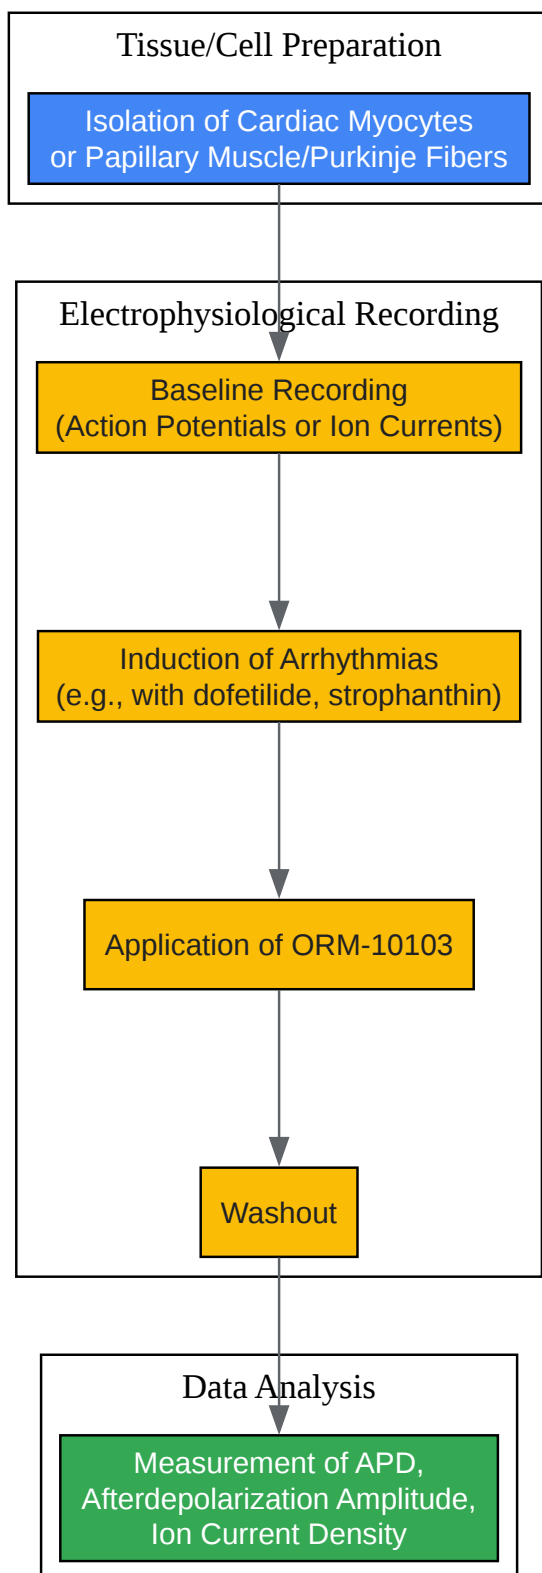 Tissue/Cell Preparation
Isolation of Cardiac Myocytes
or Papillary Muscle/Purkinje Fibers
Electrophysiological Recording
Baseline Recording
(Action Potentials or Ion Currents)
Induction of Arrhythmias
(e.g., with dofetilide, strophanthin)
Application of ORM-10103
Washout
Data Analysis
Measurement of APD,
Afterdepolarization Amplitude,
Ion Current Density